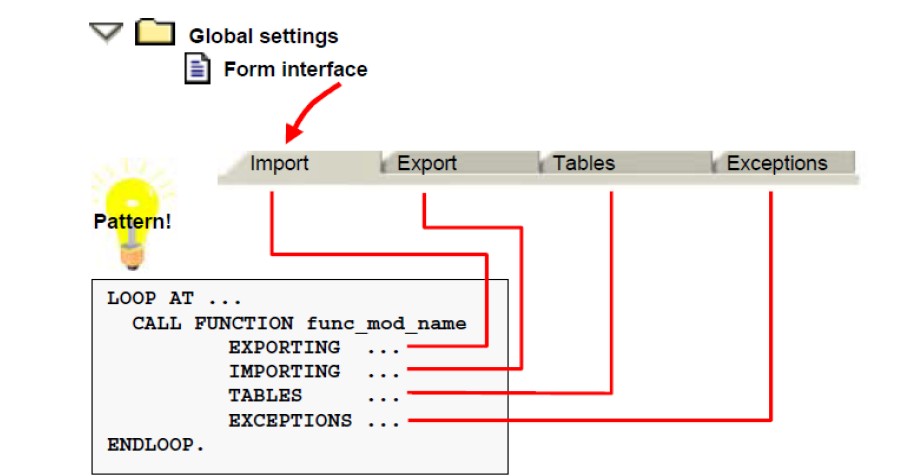 Global settings
Form interface
Import Export Tables Exceptions
Pattern!
LOOP AT ...
CALL FUNCTION func_mod_name
EXPORTING ...
IMPORTING ...
TABLES ...
EXCEPTIONS ...
ENDLOOP.